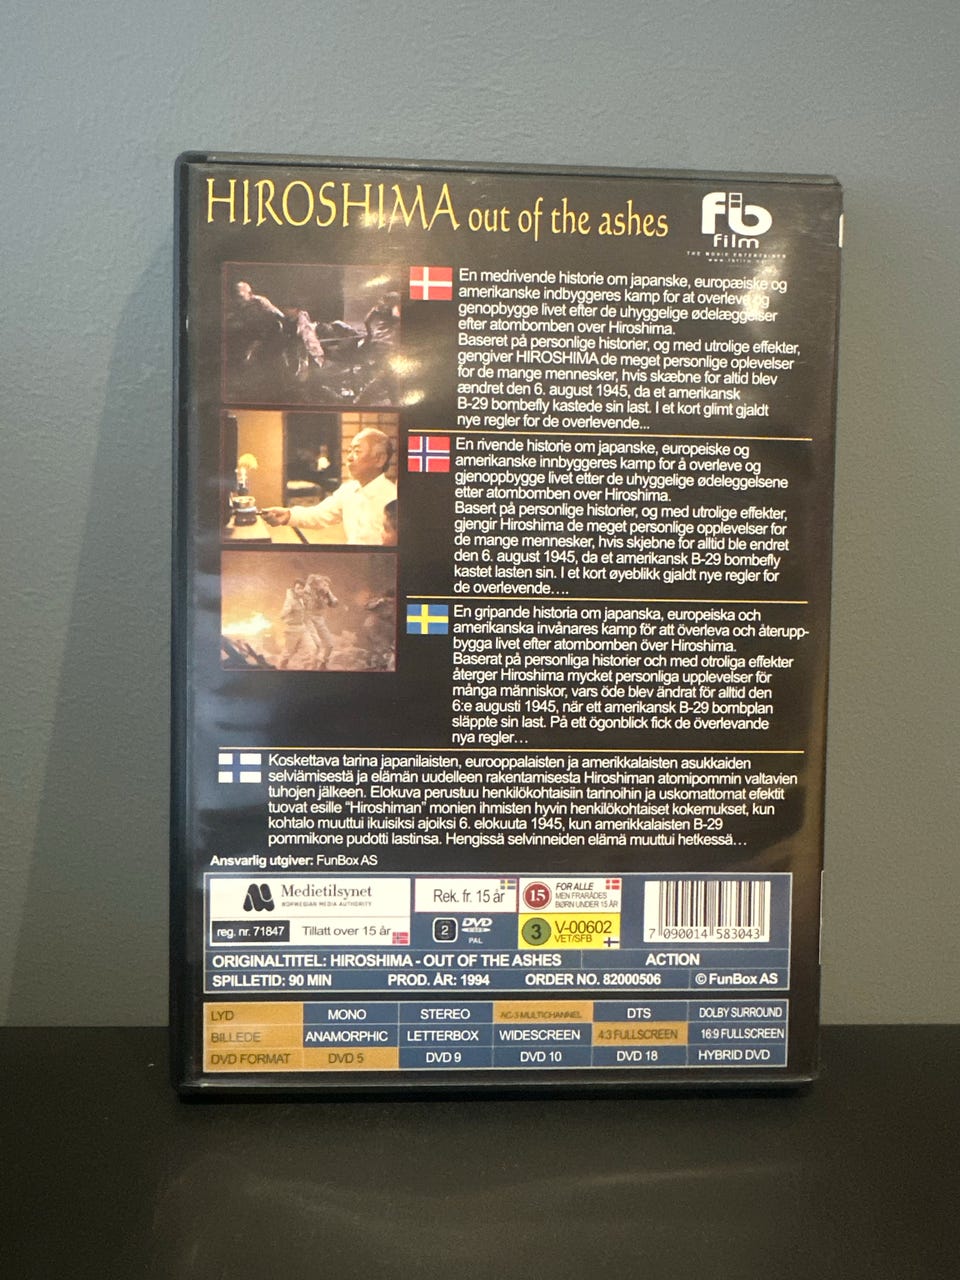 HIROSHIMA out of the ashes
fib
film
THE MOVIE ENTERTAINER
En medrivende historie om japanske, europæiske og
amerikanske indbyggeres kamp for at overleve og
genopbygge livet efter de uhyggelige ødelæggelser
efter atombomben over Hiroshima.
Baseret på personlige historier, og med utrolige effekter,
gengiver HIROSHIMA de meget personlige oplevelser
for de mange mennesker, hvis skæbne for altid blev
ændret den 6. august 1945, da et amerikansk
B-29 bombefly kastede sin last. I et kort glimt gjaldt
nye regler for de overlevende...
En rivende historie om japanske, europeiske og
amerikanske innbyggeres kamp for å overleve og
gjenoppbygge livet etter de uhyggelige ødeleggelsene
etter atombomben over Hiroshima.
Basert på personlige historier, og med utrolige effekter,
gjengir Hiroshima de meget personlige opplevelser for
de mange mennesker, hvis skjebne for alltid ble endret
den 6. august 1945, da et amerikansk B-29 bombefly
kastet lasten sin. I et kort øyeblikk gjaldt nye regler for
de overlevende....
En gripande historia om japanska, europeiska och
amerikanska invånares kamp för att överleva och återupp-
bygga livet efter atombomben över Hiroshima.
Baserat på personliga historier och med otroliga effekter
återger Hiroshima mycket personliga upplevelser för
många människor, vars öde blev ändrat för alltid den
6:e augusti 1945, när ett amerikansk B-29 bombplan
släppte sin last. På ett ögonblick fick de överlevande
nya regler...
Koskettava tarina japanilaisten, eurooppalaisten ja amerikkalaisten asukkaiden
selviämisestä ja elämän uudelleen rakentamisesta Hiroshiman atomipommin valtavien
tuhojen jälkeen. Elokuva perustuu henkilökohtaisiin tarinoihin ja uskomattomat efektit
tuovat esille "Hiroshiman" monien ihmisten hyvin henkilökohtaiset kokemukset, kun
kohtalo muuttui ikuisiksi ajoiksi 6. elokuuta 1945, kun amerikkalaisten B-29
pommikone pudotti lastinsa. Hengissä selvinneiden elämä muuttui hetkessä...
Ansvarlig utgiver: FunBox AS
Medietilsynet
NORWEGIAN MEDIA AUTHORITY
reg. nr. 71847 Tillatt over 15 år
Rek. fr. 15 år
2 DVD VIDEO PAL
15 FOR ALLE
MEN FRARÅDES
BØRN UNDER 15 ÅR
3 V-00602
VET/SFB
7 090014 583043
ORIGINALTITEL: HIROSHIMA - OUT OF THE ASHES ACTION
SPILLETID: 90 MIN PROD. ÅR: 1994 ORDER NO. 82000506 © FunBox AS
LYD MONO STEREO AC-3 MULTICHANNEL DTS DOLBY SURROUND
BILLEDE ANAMORPHIC LETTERBOX WIDESCREEN 4:3 FULLSCREEN 16:9 FULLSCREEN
DVD FORMAT DVD 5 DVD 9 DVD 10 DVD 18 HYBRID DVD